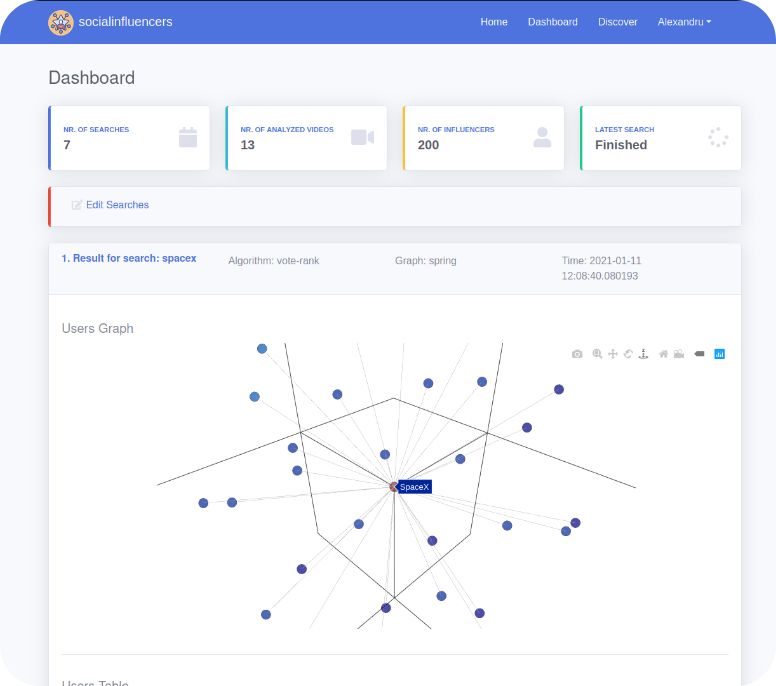 socialinfluencers
Home Dashboard Discover Alexandru
Dashboard
NR. OF SEARCHES
7
NR. OF ANALYZED VIDEOS
13
NR. OF INFLUENCERS
200
LATEST SEARCH
Finished
Edit Searches
1. Result for search: spacex
Algorithm: vote-rank
Graph: spring
Time: 2021-01-11
12:08:40.080193
Users Graph
SpaceX
Users Table